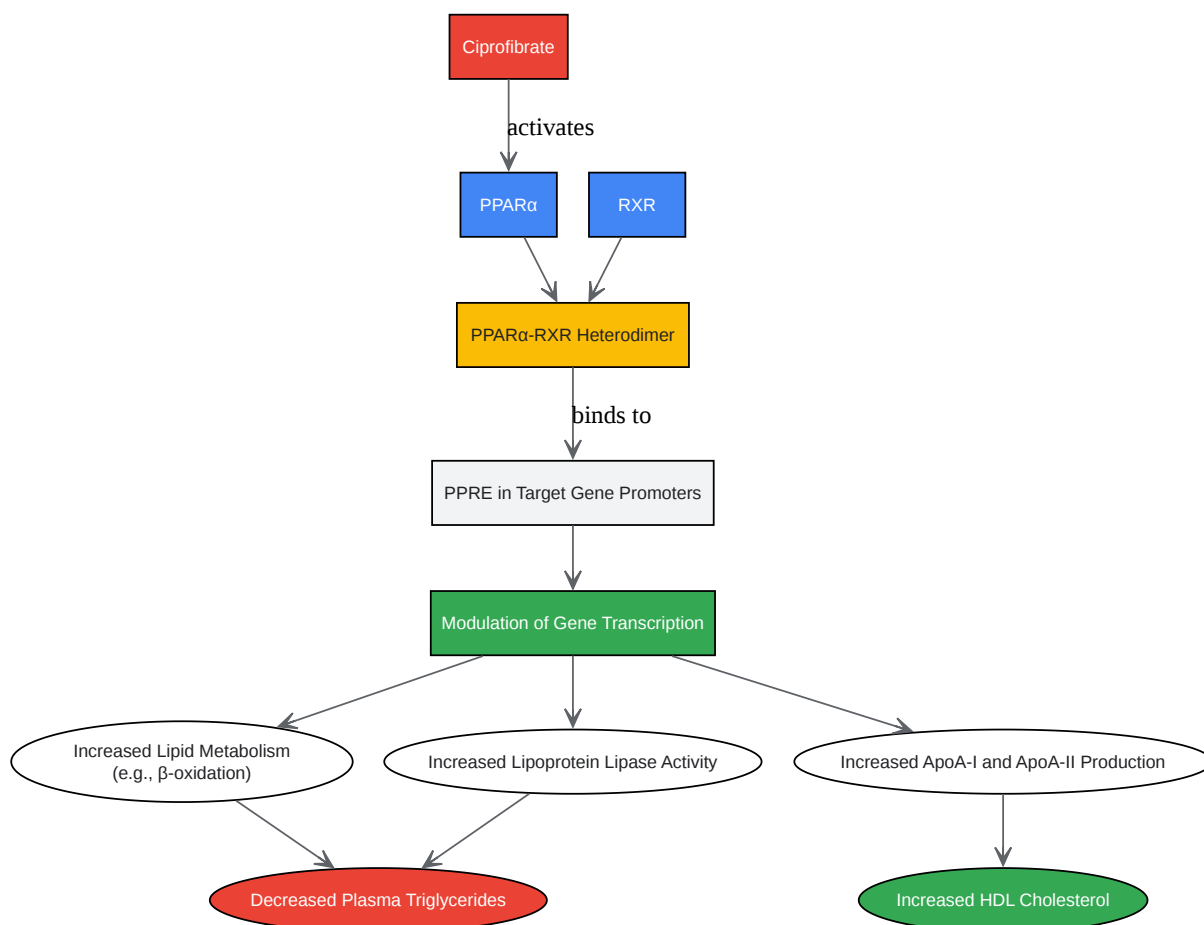 Ciprofibrate
activates
PPARα
RXR
PPARα-RXR Heterodimer
binds to
PPRE in Target Gene Promoters
Modulation of Gene Transcription
Increased Lipid Metabolism
(e.g., β-oxidation)
Increased Lipoprotein Lipase Activity
Increased ApoA-I and ApoA-II Production
Decreased Plasma Triglycerides
Increased HDL Cholesterol